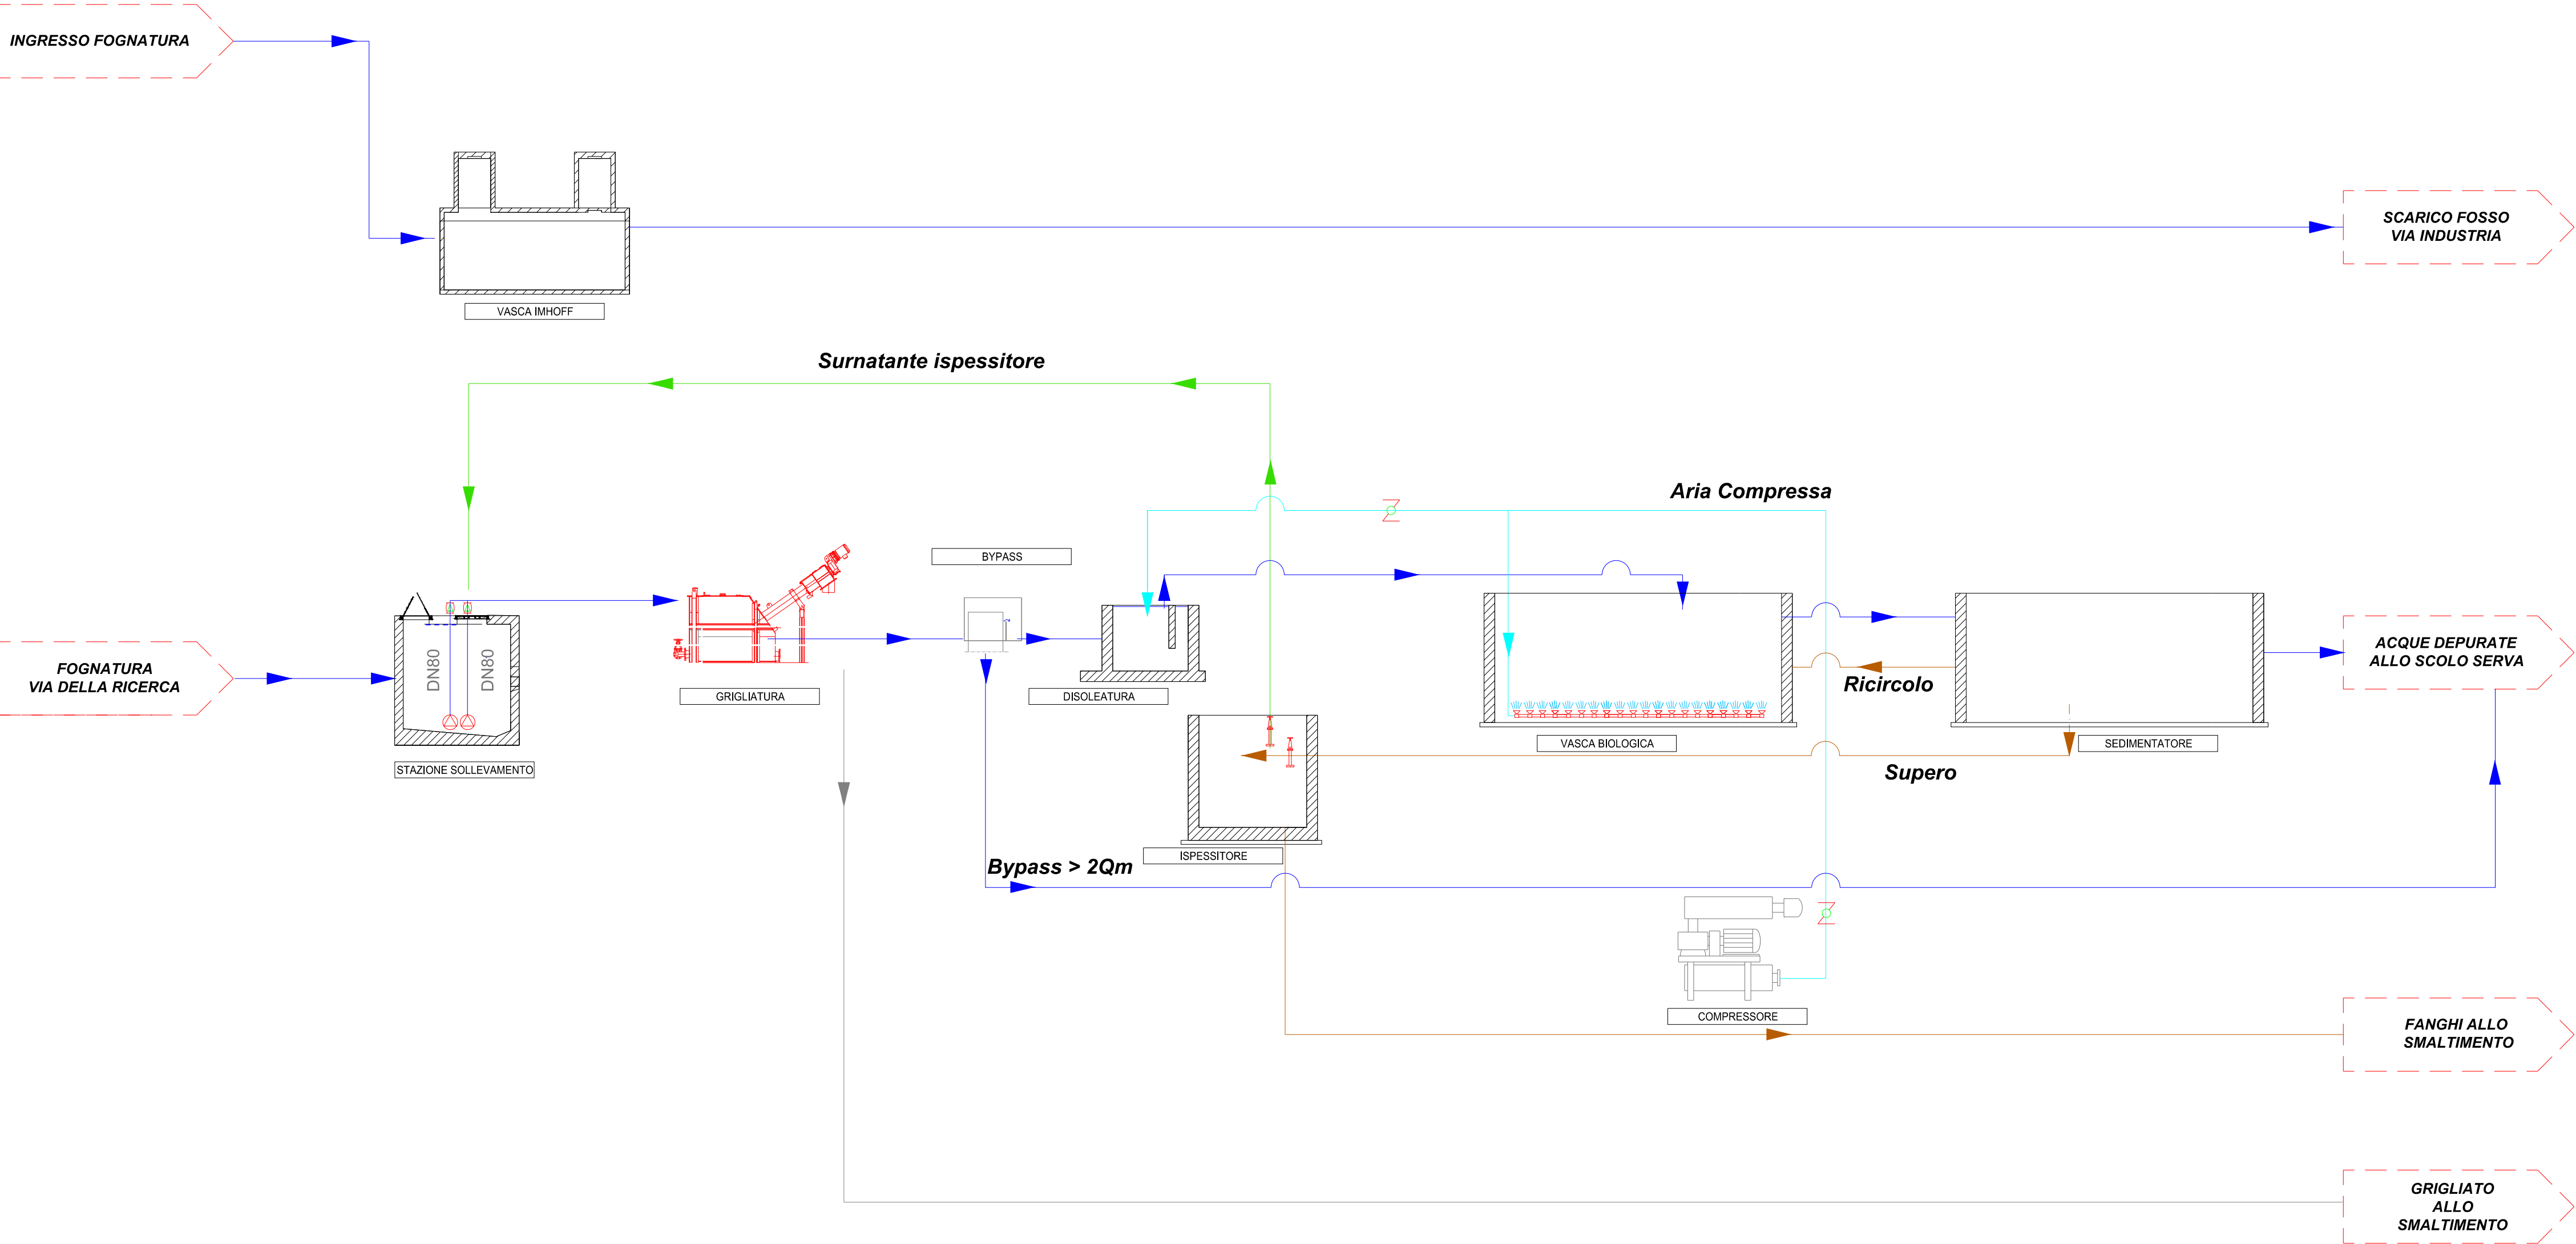 INGRESSO FOGNATURA
SCARICO FOSSO
VIA INDUSTRIA
VASCA IMHOFF
Surnatante ispessitore
Aria Compressa
BYPASS
FOGNATURA
VIA DELLA RICERCA
DN80
DN80
STAZIONE SOLLEVAMENTO
GRIGLIATURA
DISOLEATURA
Ricircolo
ACQUE DEPURATE
ALLO SCOLO SERVA
VASCA BIOLOGICA
SEDIMENTATORE
Supero
ISPESSITORE
Bypass > 2Qm
COMPRESSORE
FANGHI ALLO
SMALTIMENTO
GRIGLIATO
ALLO
SMALTIMENTO